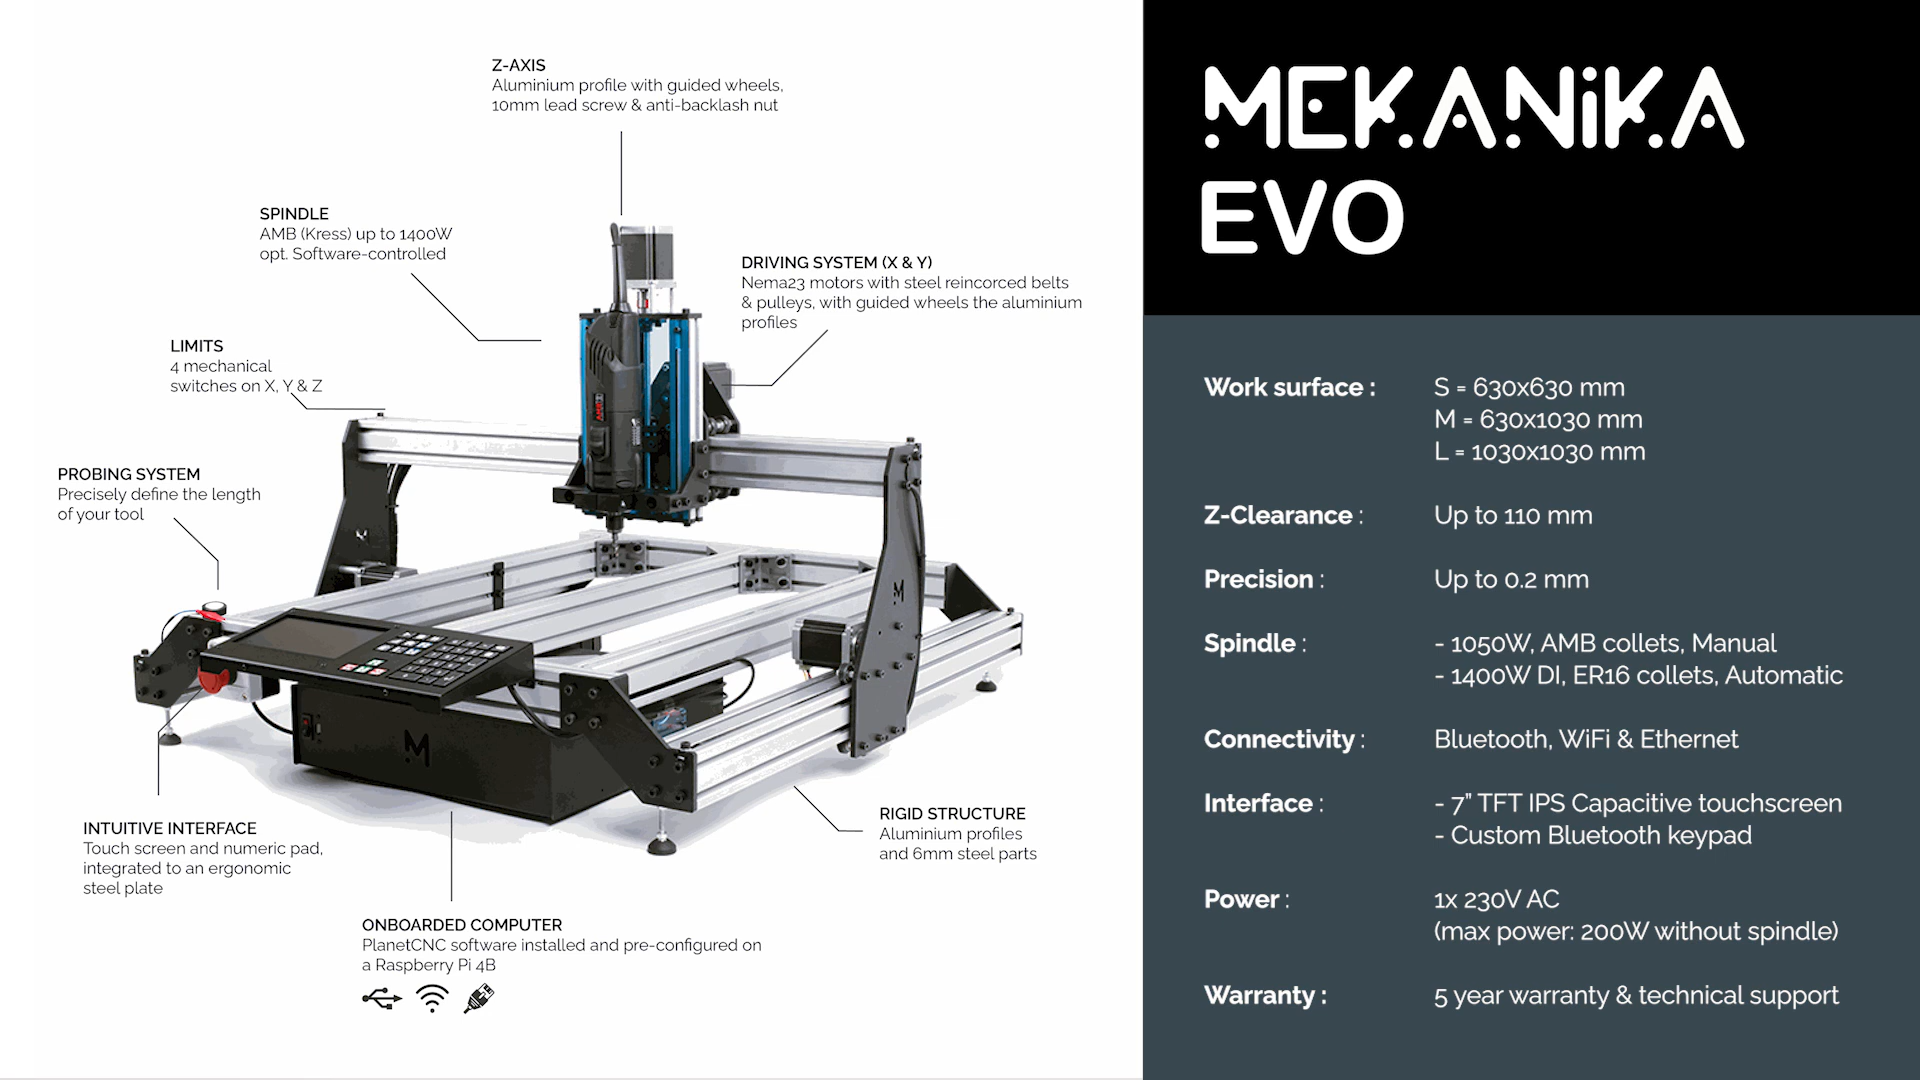 Z-AXIS
Aluminium profile with guided wheels,
10mm lead screw & anti-backlash nut
SPINDLE
AMB (Kress) up to 1400W
opt. Software-controlled
DRIVING SYSTEM (X & Y)
Nema23 motors with steel reincorced belts
& pulleys, with guided wheels the aluminium
profiles
LIMITS
4 mechanical
switches on X, Y & Z
PROBING SYSTEM
Precisely define the length
of your tool
INTUITIVE INTERFACE
Touch screen and numeric pad,
integrated to an ergonomic
steel plate
RIGID STRUCTURE
Aluminium profiles
and 6mm steel parts
ONBOARDED COMPUTER
PlanetCNC software installed and pre-configured on
a Raspberry Pi 4B
AMB
M
M
M
MEKANiKA
EVO
Work surface : S = 630x630 mm
M = 630x1030 mm
L = 1030x1030 mm
Z-Clearance : Up to 110 mm
Precision : Up to 0.2 mm
Spindle : - 1050W, AMB collets, Manual
- 1400W DI, ER16 collets, Automatic
Connectivity : Bluetooth, WiFi & Ethernet
Interface : - 7” TFT IPS Capacitive touchscreen
- Custom Bluetooth keypad
Power : 1x 230V AC
(max power: 200W without spindle)
Warranty : 5 year warranty & technical support